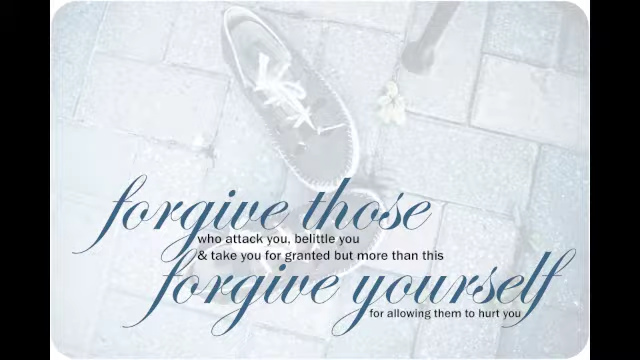 forgive those
who attack you, belittle you
& take you for granted but more than this
forgive yourself
for allowing them to hurt you